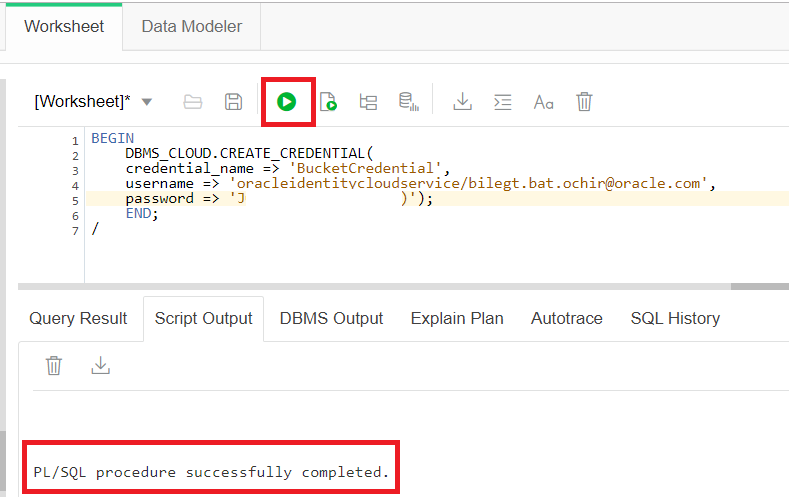 Worksheet Data Modeler
[Worksheet]* Aa
1 BEGIN
2 DBMS_CLOUD.CREATE_CREDENTIAL(
3 credential_name => 'BucketCredential',
4 username => 'oracleidentitycloudservice/bilegt.bat.ochir@oracle.com',
5 password => 'J )');
6 END;
7 /
Query Result Script Output DBMS Output Explain Plan Autotrace SQL History
PL/SQL procedure successfully completed.